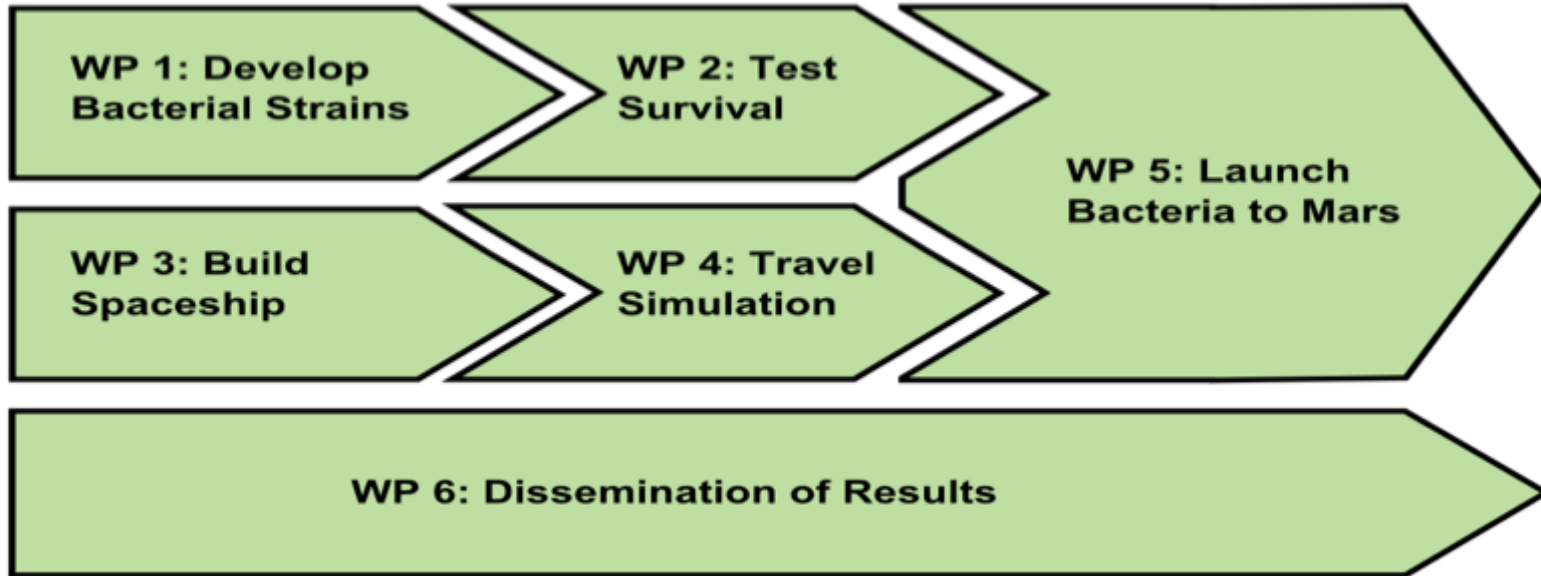 WP 1: Develop
Bacterial Strains
WP 2: Test
Survival
WP 3: Build
Spaceship
WP 4: Travel
Simulation
WP 5: Launch
Bacteria to Mars
WP 6: Dissemination of Results